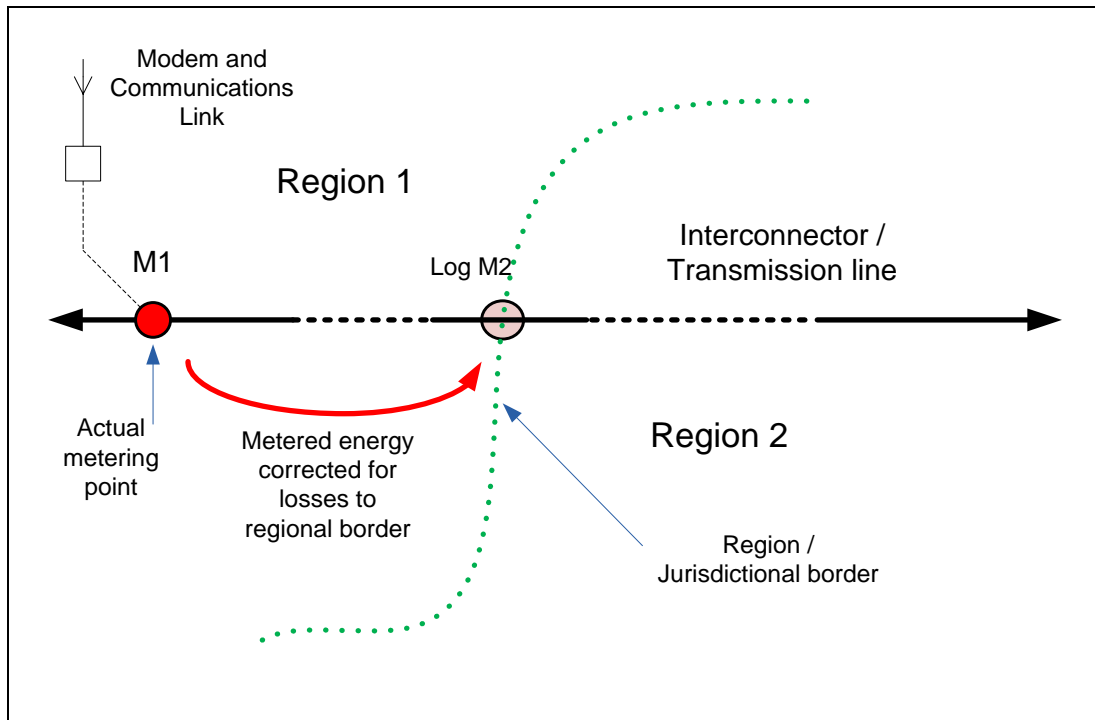 Modem and
Communications
Link
Region 1
M1
Log M2
Interconnector /
Transmission line
Actual
metering
point
Metered energy
corrected for
losses to
regional border
Region 2
Region /
Jurisdictional border